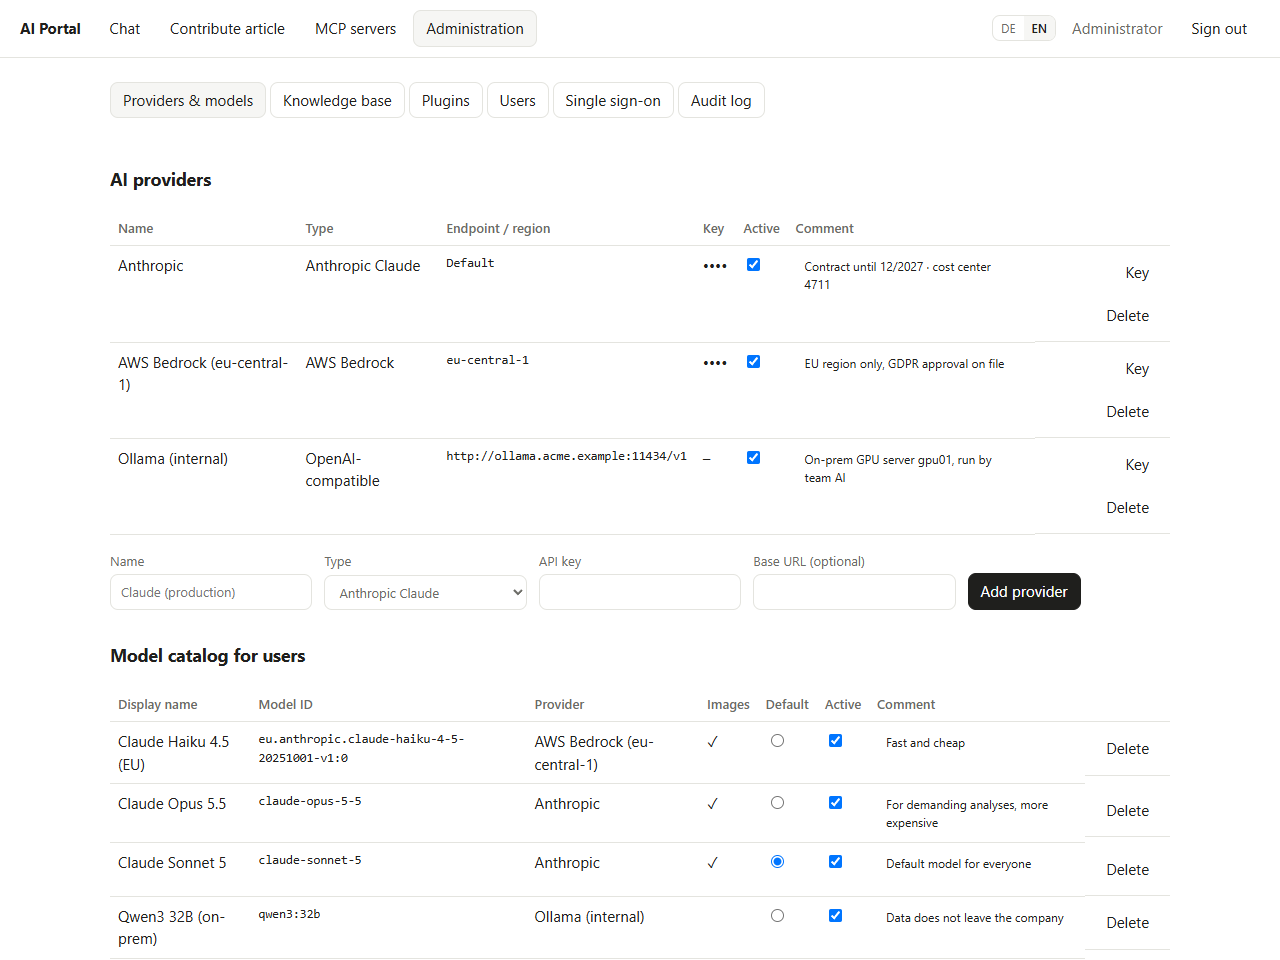 AI Portal Chat Contribute article MCP servers Administration DE EN Administrator Sign out
Providers & models Knowledge base Plugins Users Single sign-on Audit log
AI providers
Name Type Endpoint / region Key Active Comment
Anthropic Anthropic Claude Default •••• Contract until 12/2027 · cost center
4711
Key
Delete
AWS Bedrock (eu-central-
1) AWS Bedrock eu-central-1 •••• EU region only, GDPR approval on file
Key
Delete
Ollama (internal) OpenAI-
compatible http://ollama.acme.example:11434/v1 – On-prem GPU server gpu01, run by
team AI
Key
Delete
Name Type API key Base URL (optional)
Claude (production) Anthropic Claude Add provider
Model catalog for users
Display name Model ID Provider Images Default Active Comment
Claude Haiku 4.5
(EU) eu.anthropic.claude-haiku-4-5-
20251001-v1:0 AWS Bedrock (eu-
central-1) ✓ Fast and cheap Delete
Claude Opus 5.5 claude-opus-5-5 Anthropic ✓ For demanding analyses, more
expensive Delete
Claude Sonnet 5 claude-sonnet-5 Anthropic ✓ Default model for everyone Delete
Qwen3 32B (on-
prem) qwen3:32b Ollama (internal) Data does not leave the company Delete